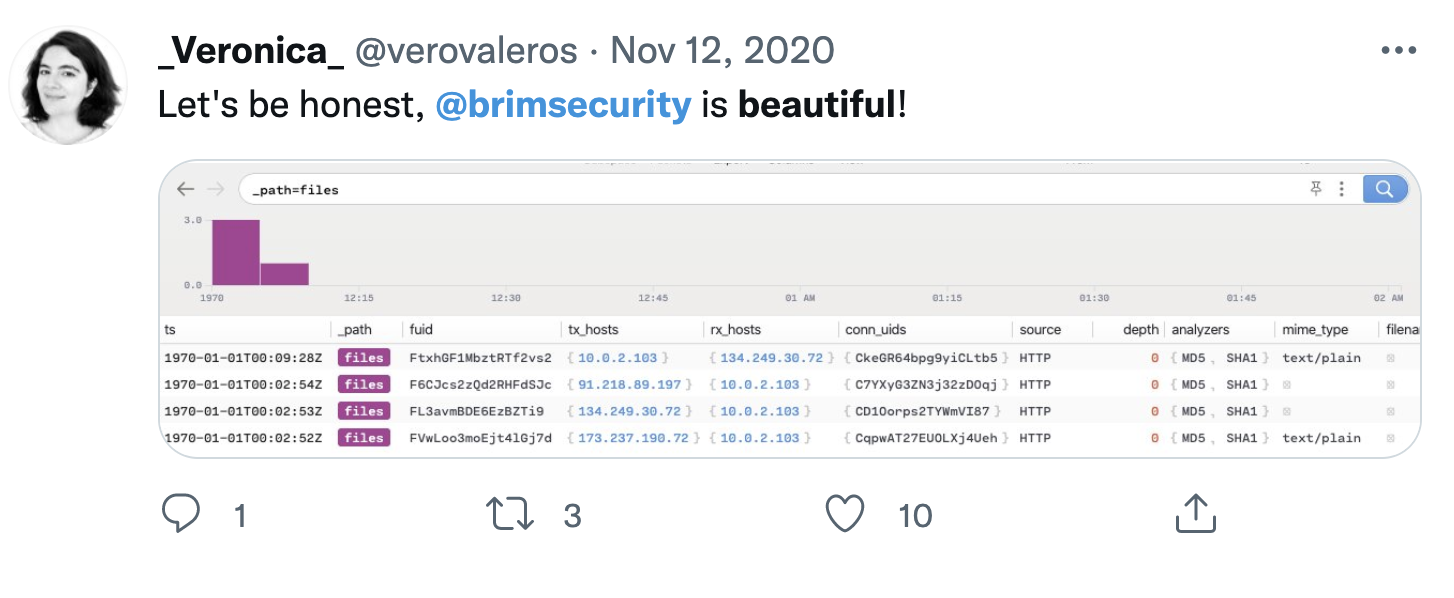 _Veronica_ @verovaleros · Nov 12, 2020
Let's be honest, @brimsecurity is beautiful!
_path=files
3.0
0.0
1970 12:15 12:30 12:45 01 AM 01:15 01:30 01:45 02 AM
ts _path fuid tx_hosts rx_hosts conn_uids source depth analyzers mime_type filena
1970-01-01T00:09:28Z files FtxhGF1MbztRTf2vs2 { 10.0.2.103 } { 134.249.30.72 } { CkeGR64bpg9yiCLtb5 } HTTP 0 { MD5 , SHA1 } text/plain
1970-01-01T00:02:54Z files F6CJcs2zQd2RHFdSJc { 91.218.89.197 } { 10.0.2.103 } { C7YXyG3ZN3j32zDOqj } HTTP 0 { MD5 , SHA1 }
1970-01-01T00:02:53Z files FL3avmBDE6EzBZTi9 { 134.249.30.72 } { 10.0.2.103 } { CD1Oorps2TYWmVI87 } HTTP 0 { MD5 , SHA1 }
1970-01-01T00:02:52Z files FVwLoo3moEjt4lGj7d { 173.237.190.72 } { 10.0.2.103 } { CqpwAT27EUOLXj4Ueh } HTTP 0 { MD5 , SHA1 } text/plain
1 3 10